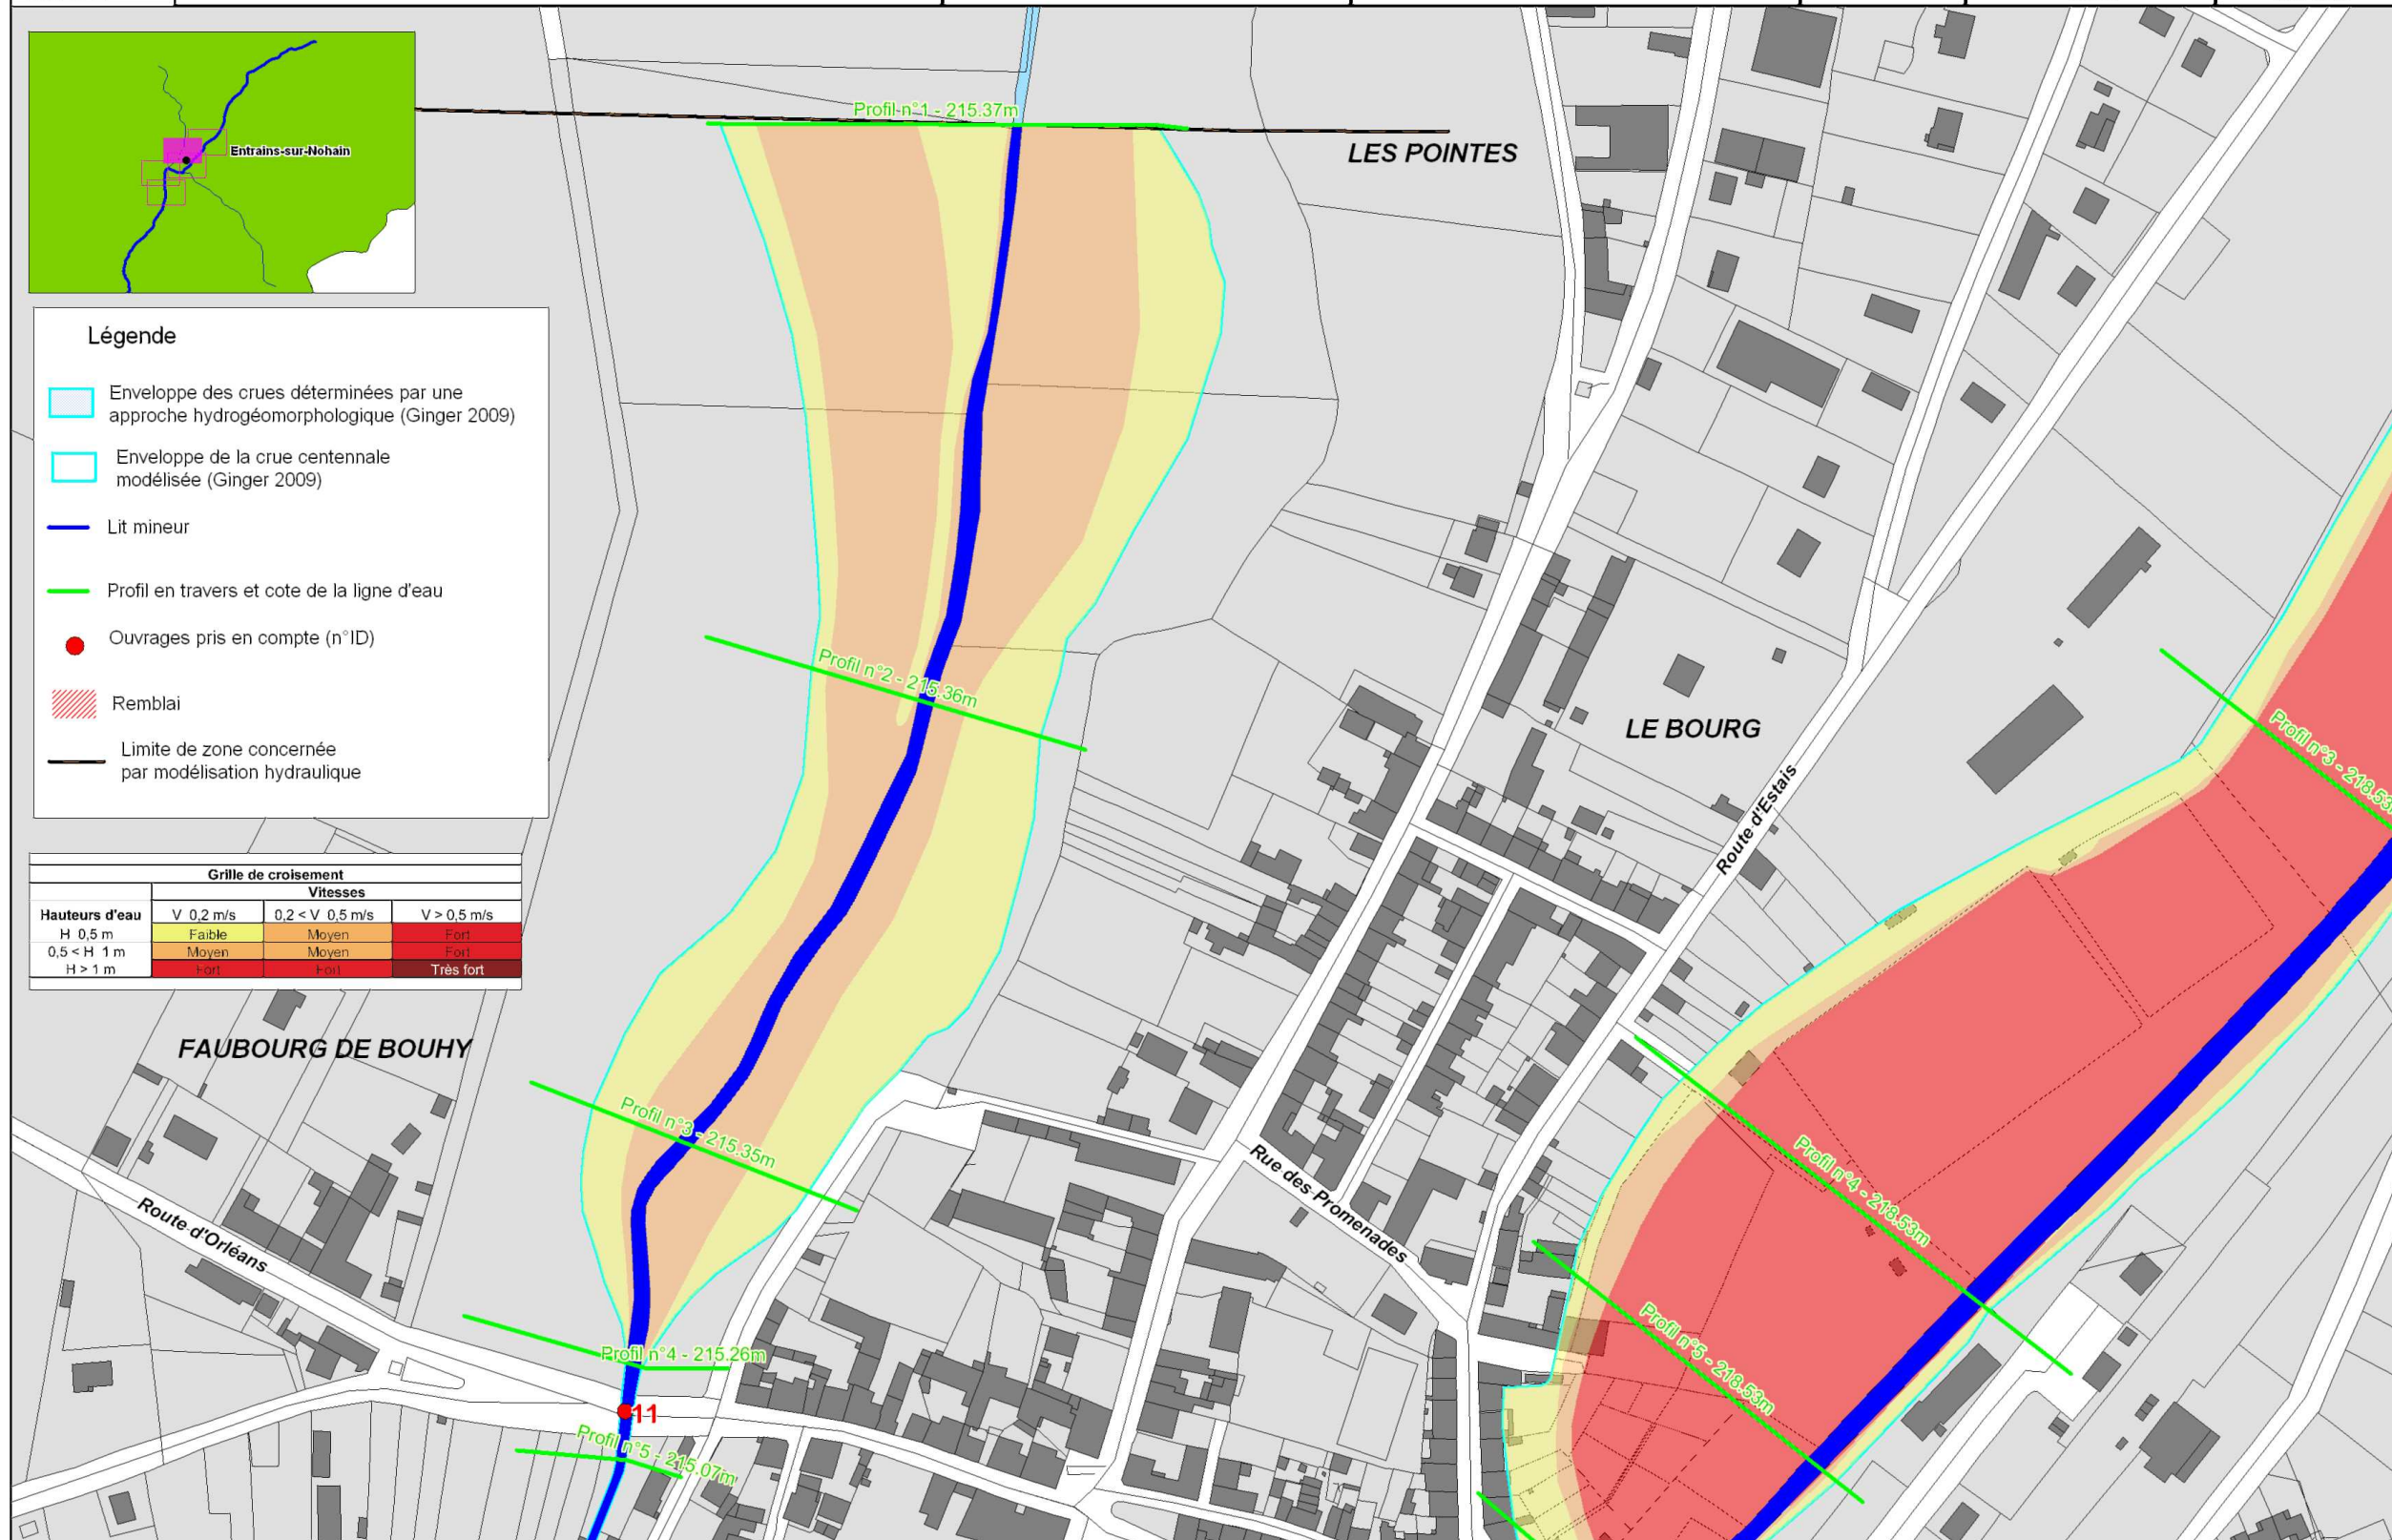 Profil n°1 - 215.37m
LES POINTES
Entrains-sur-Nohain
Légende
Enveloppe des crues déterminées par une
approche hydrogéomorphologique (Ginger 2009)
Enveloppe de la crue centennale
modélisée (Ginger 2009)
Lit mineur
Profil en travers et cote de la ligne d'eau
Ouvrages pris en compte (n°ID)
Remblai
Limite de zone concernée
par modélisation hydraulique
Profil n°2 - 215.36m
LE BOURG
Profil n°3 - 218.53
Route d'Estais
Grille de croisement
Vitesses
Hauteurs d'eau V 0,2 m/s 0,2 < V 0,5 m/s V > 0,5 m/s
H 0,5 m Faible Moyen Fort
0,5 < H 1 m Moyen Moyen Fort
H > 1 m Fort Fort Très fort
FAUBOURG DE BOUHY
Profil n°3 - 215.35m
Rue des Promenades
Profil n°4 - 218.53m
Route d'Orléans
Profil n°4 - 215.26m
Profil n°5 - 218.53m
11
Profil n°5 - 215.07m